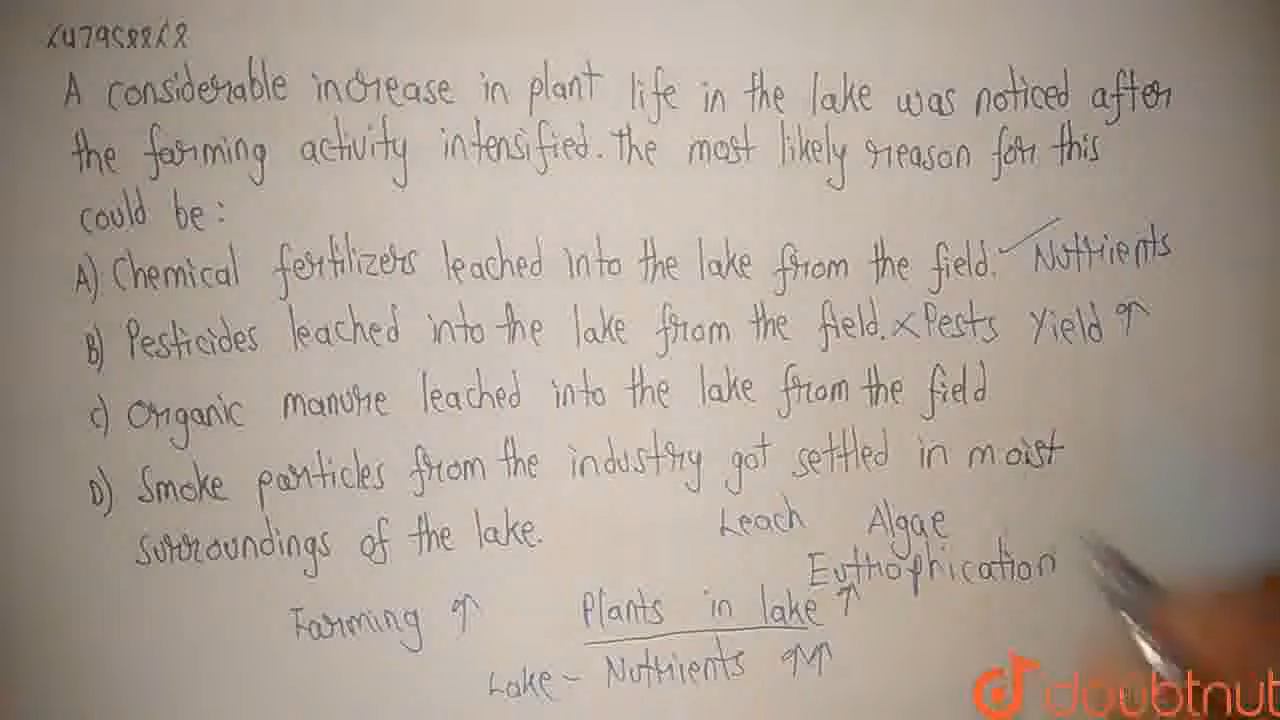 A considerable increase in plant life in the lake was noticed after
the farming activity intensified. The most likely reason for this
could be:
A) Chemical fertilizers leached into the lake from the field. ✓ Nutrients
B) Pesticides leached into the lake from the field. × Pests Yield ↑
C) Organic manure leached into the lake from the field
D) Smoke particles from the industry got settled in moist
surroundings of the lake.
Leach Algae
Eutrophication
Farming ↑ Plants in lake ↑
Lake - Nutrients ↑↑
doubtnut